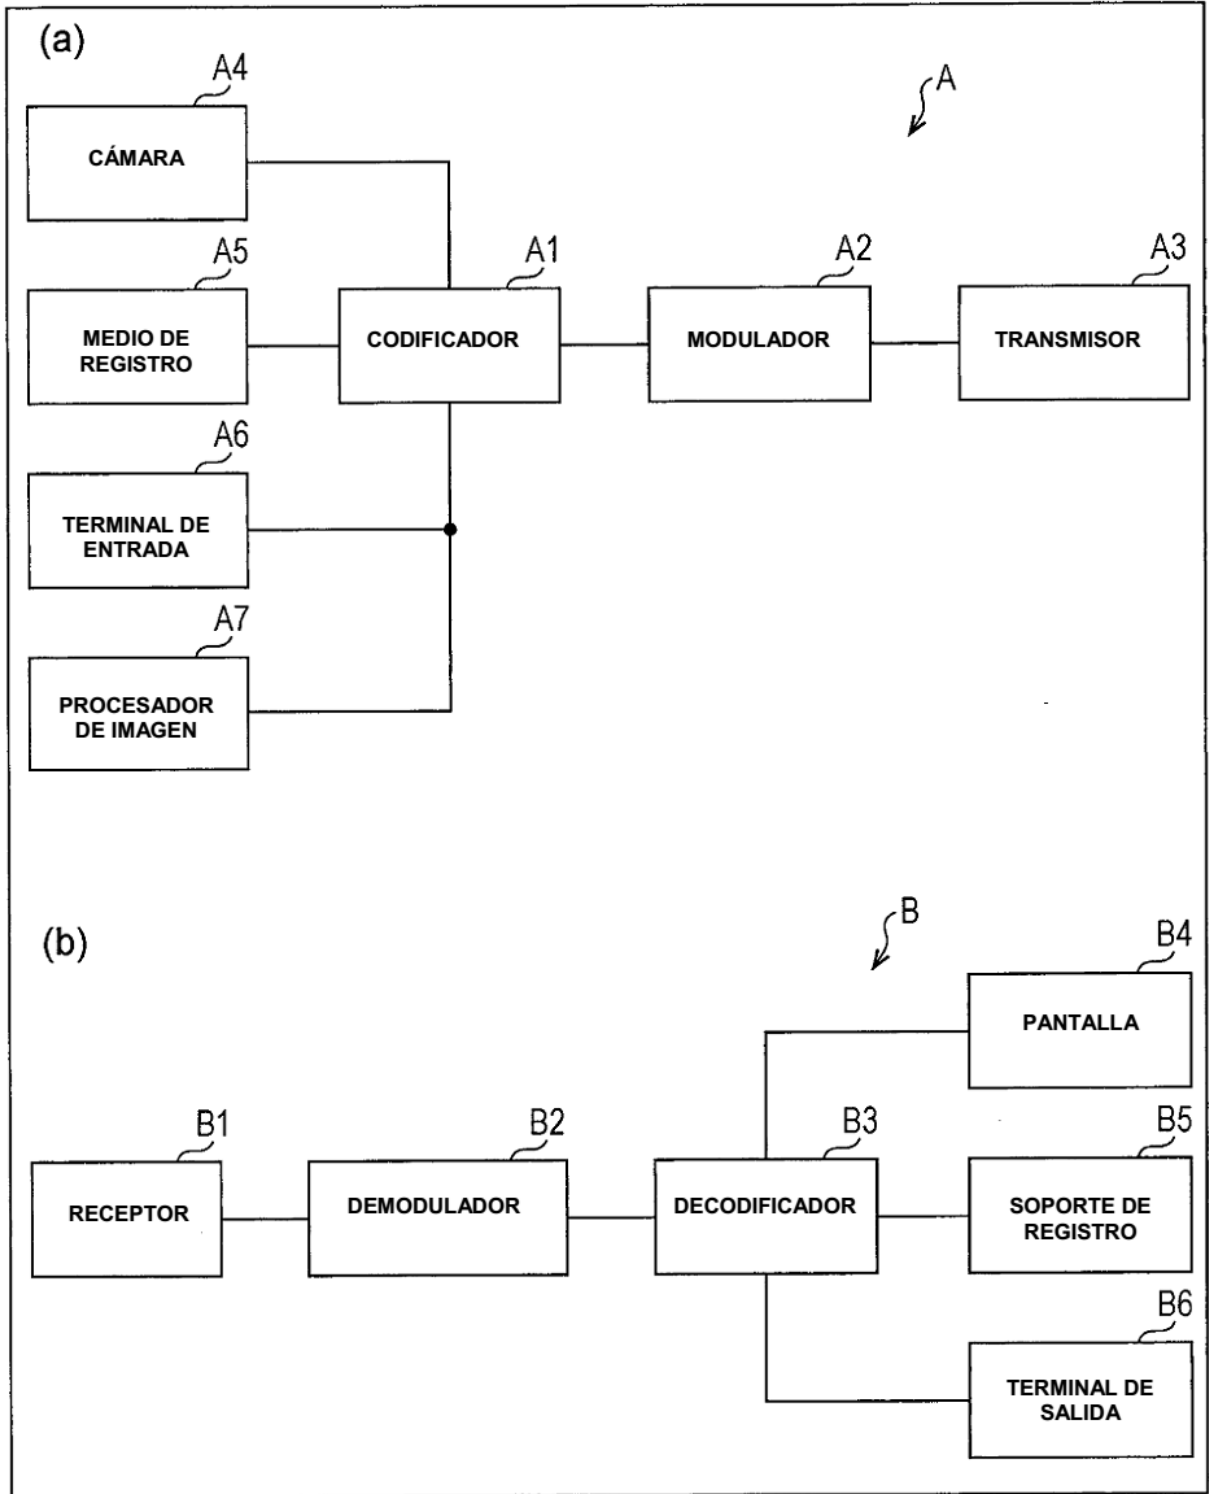 (a)
A4
A
CÁMARA
A5
A1
A2
A3
MEDIO DE
REGISTRO
CODIFICADOR
MODULADOR
TRANSMISOR
A6
TERMINAL DE
ENTRADA
A7
PROCESADOR
DE IMAGEN
(b)
B
B4
PANTALLA
B1
B2
B3
B5
RECEPTOR
DEMODULADOR
DECODIFICADOR
SOPORTE DE
REGISTRO
B6
TERMINAL DE
SALIDA